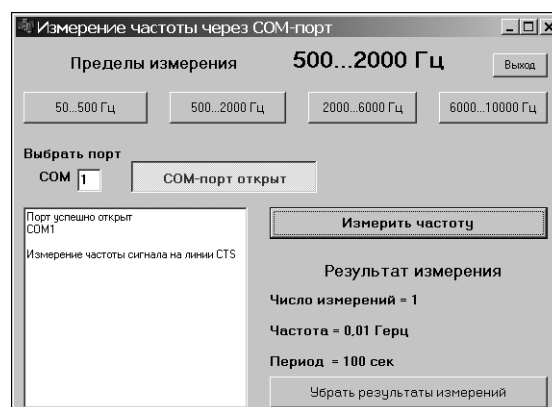 Измерение частоты через COM-порт
Пределы измерения 500...2000 Гц Выход
50...500 Гц 500...2000 Гц 2000...6000 Гц 6000...10000 Гц
Выбрать порт
COM 1 COM-порт открыт
Порт успешно открыт
COM1
Измерение частоты сигнала на линии CTS
Измерить частоту
Результат измерения
Число измерений = 1
Частота = 0,01 Герц
Период = 100 сек
Убрать результаты измерений